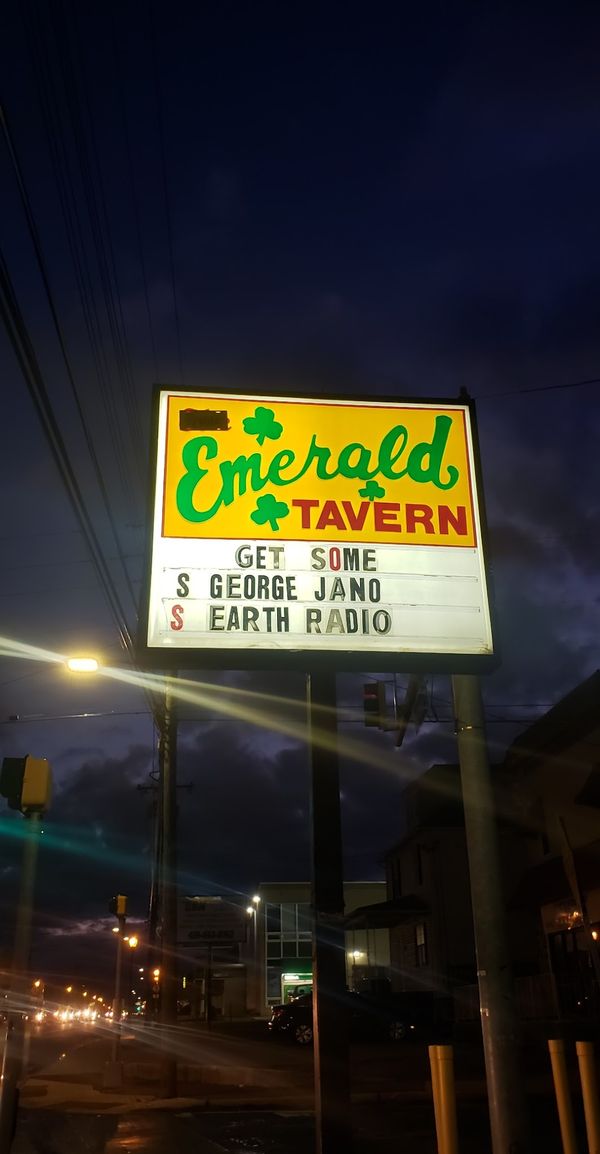 Emerald
TAVERN
GET SOME
S GEORGE JANO
S EARTH RADIO